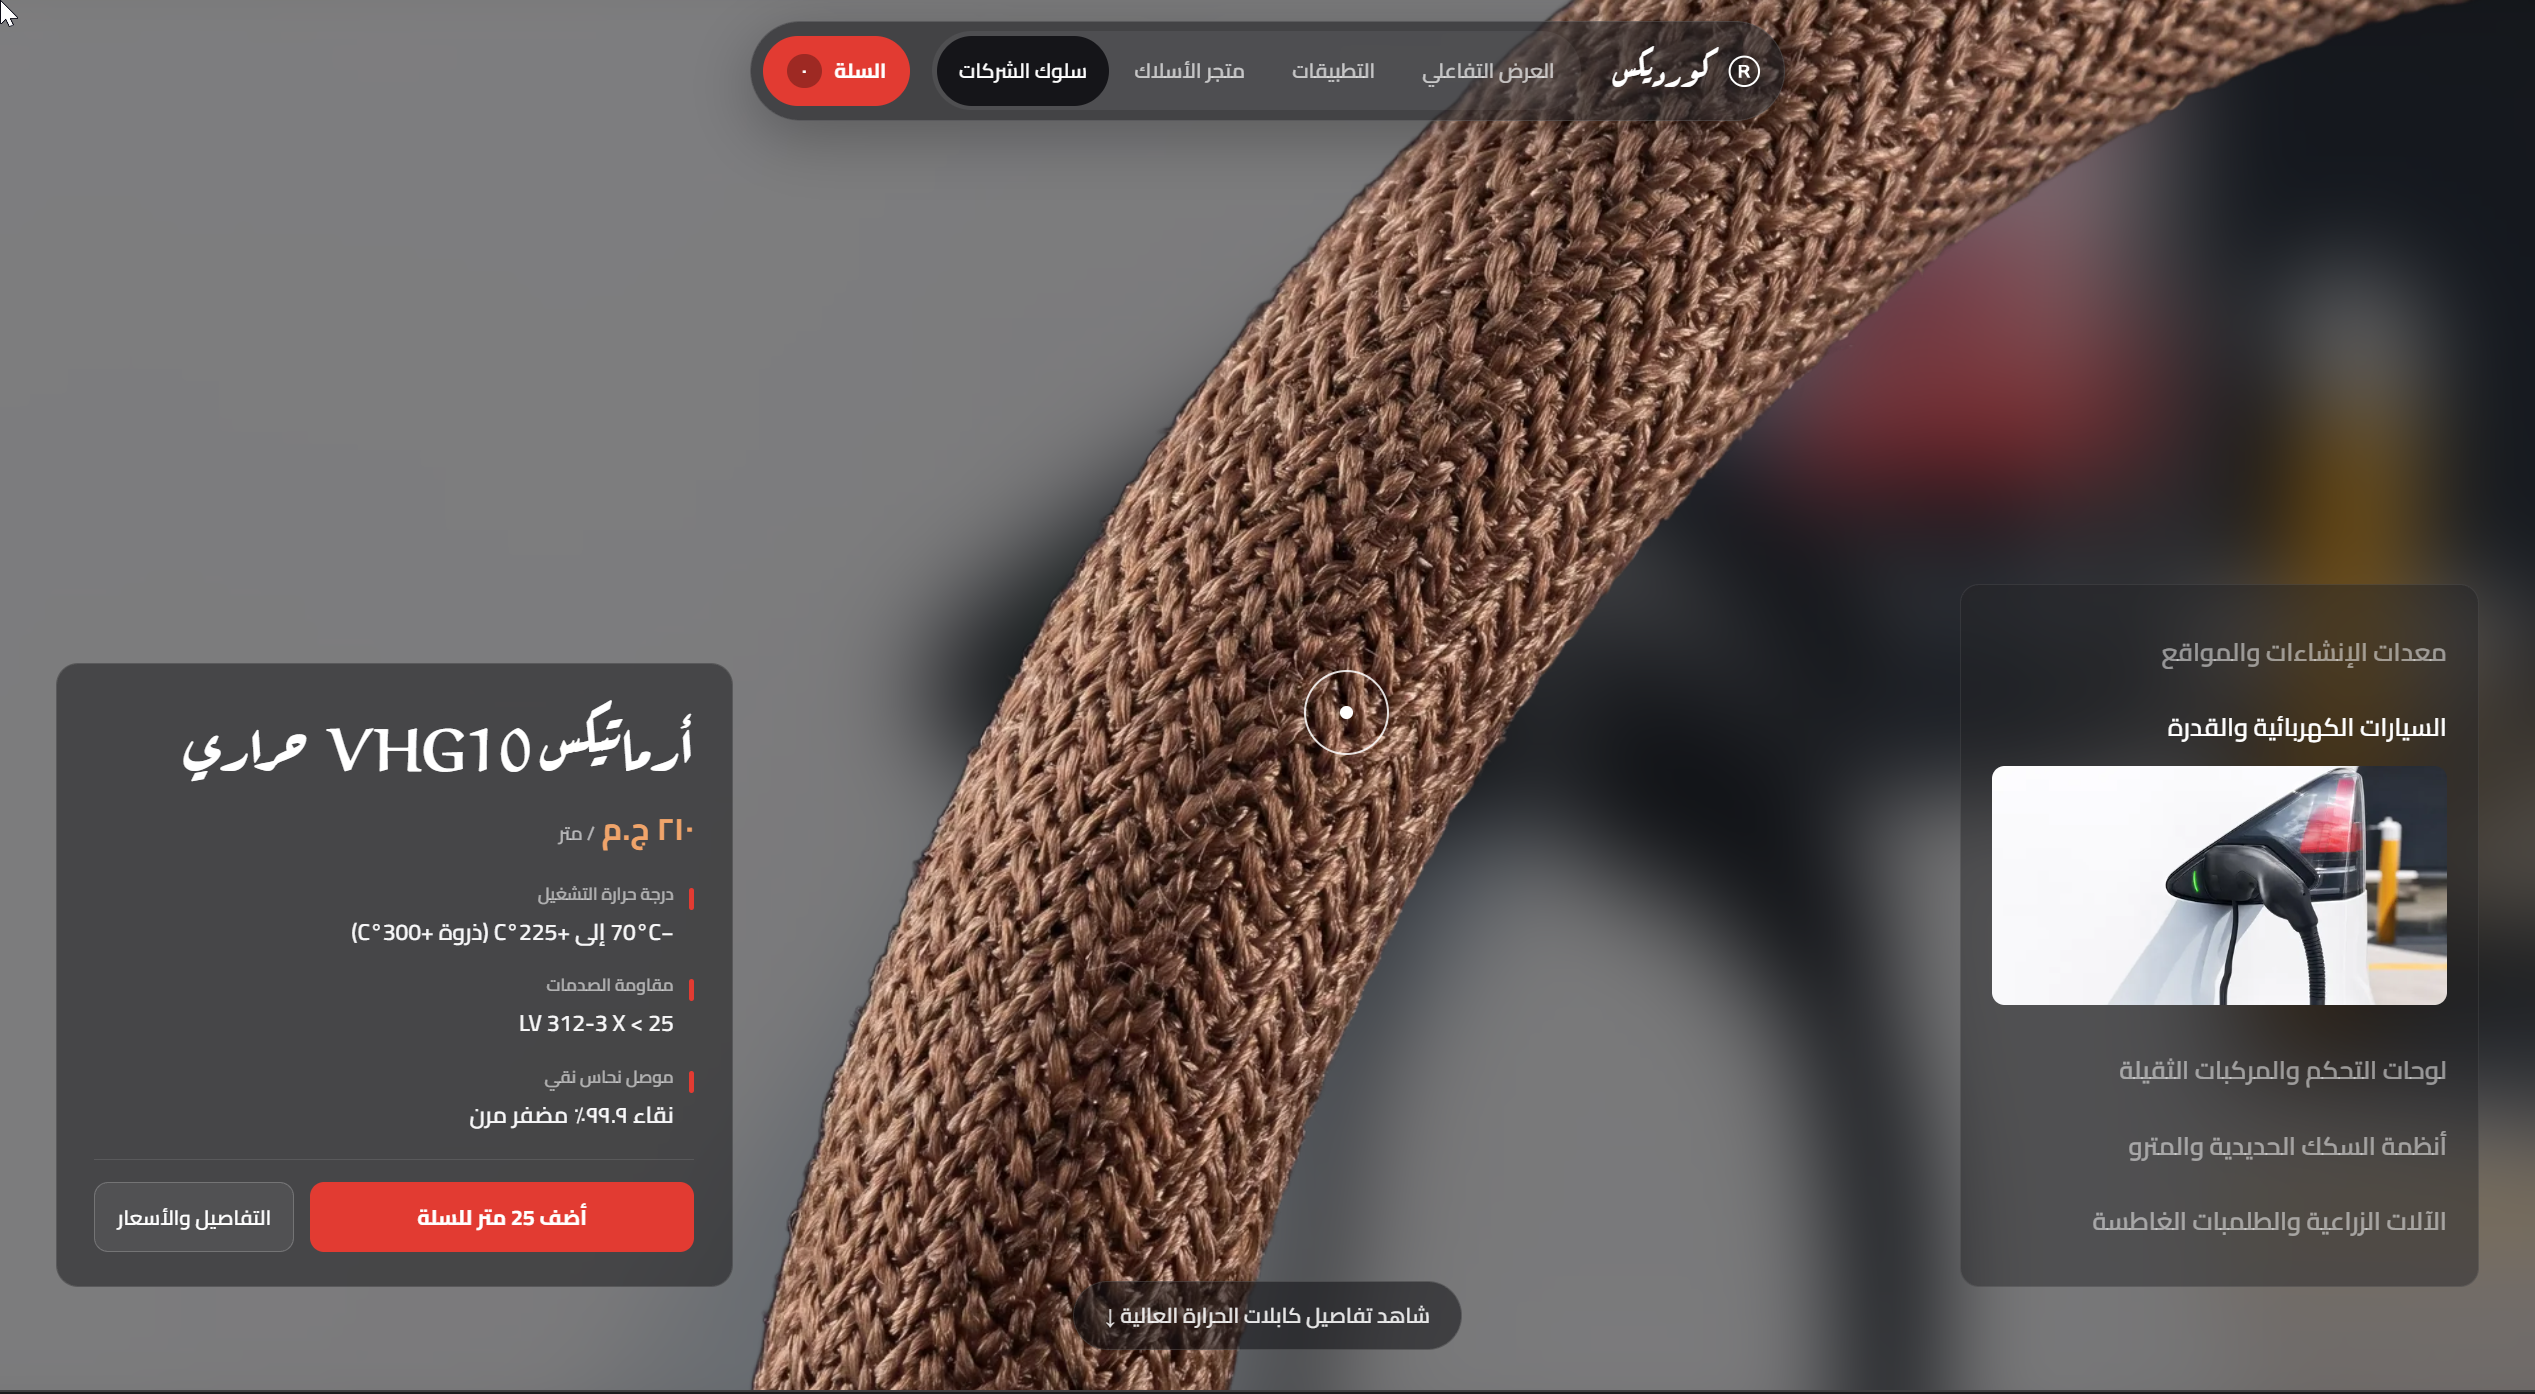 ® كورديكس
العرض التفاعلي
التطبيقات
متجر الأسلاك
سلوك الشركات
السلة ٠
معدات الإنشاءات والمواقع
السيارات الكهربائية والقدرة
لوحات التحكم والمركبات الثقيلة
أنظمة السكك الحديدية والمترو
الآلات الزراعية والطلمبات الغاطسة
أرماتيكس VHG10 حراري
٢١٠ ج.م / متر
درجة حرارة التشغيل
−70°C إلى +225°C (ذروة +300°C)
مقاومة الصدمات
LV 312-3 X < 25
موصل نحاس نقي
نقاء ٩٩.٩٪ مضفر مرن
أضف 25 متر للسلة
التفاصيل والأسعار
شاهد تفاصيل كابلات الحرارة العالية ↓